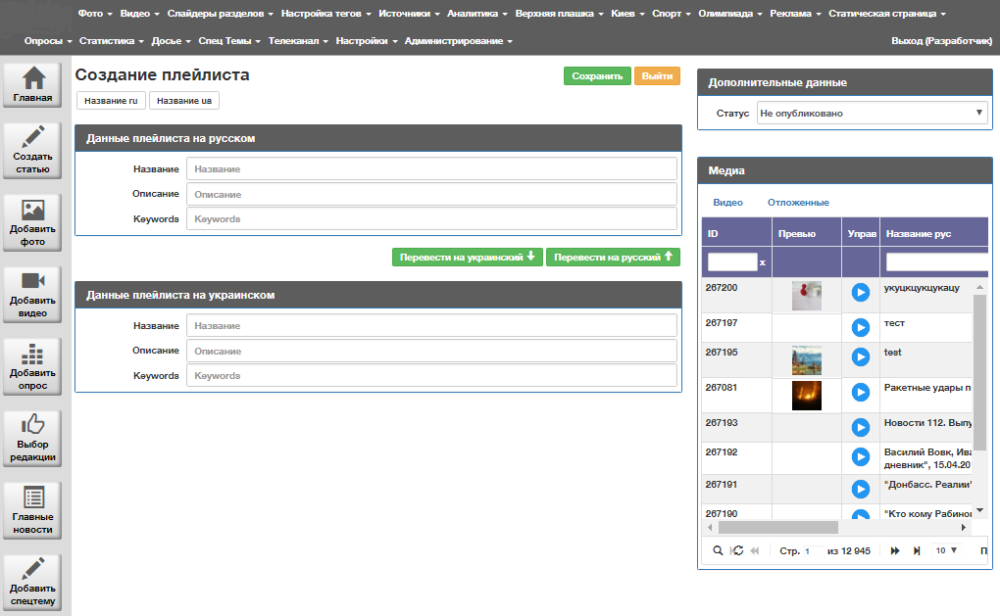 Фото Видео Слайдеры разделов Настройка тегов Источники Аналитика Верхняя плашка Киев Спорт Олимпиада Реклама Статическая страница
Опросы Статистика Досье Спец Темы Телеканал Настройки Администрирование Выход (Разработчик)
Главная
Создать
статью
Добавить
фото
Добавить
видео
Добавить
опрос
Выбор
редакции
Главные
новости
Добавить
спецтему
Создание плейлиста
Сохранить Выйти
Название ru Название ua
Данные плейлиста на русском
Название Название
Описание Описание
Keywords Keywords
Перевести на украинский Перевести на русский
Данные плейлиста на украинском
Название Название
Описание Описание
Keywords Keywords
Дополнительные данные
Статус Не опубликовано
Медиа
Видео Отложенные
ID Превью Управ Название рус
x
267200 укуцкцукцукацу
267197 тест
267195 test
267081 Ракетные удары п
267193 Новости 112. Выпу
267192 Василий Вовк, Ива
дневник", 15.04.20
267191 "Донбасс. Реалии"
267190 "Кто кому Рабинов
Стр. 1 из 12 945 10 П